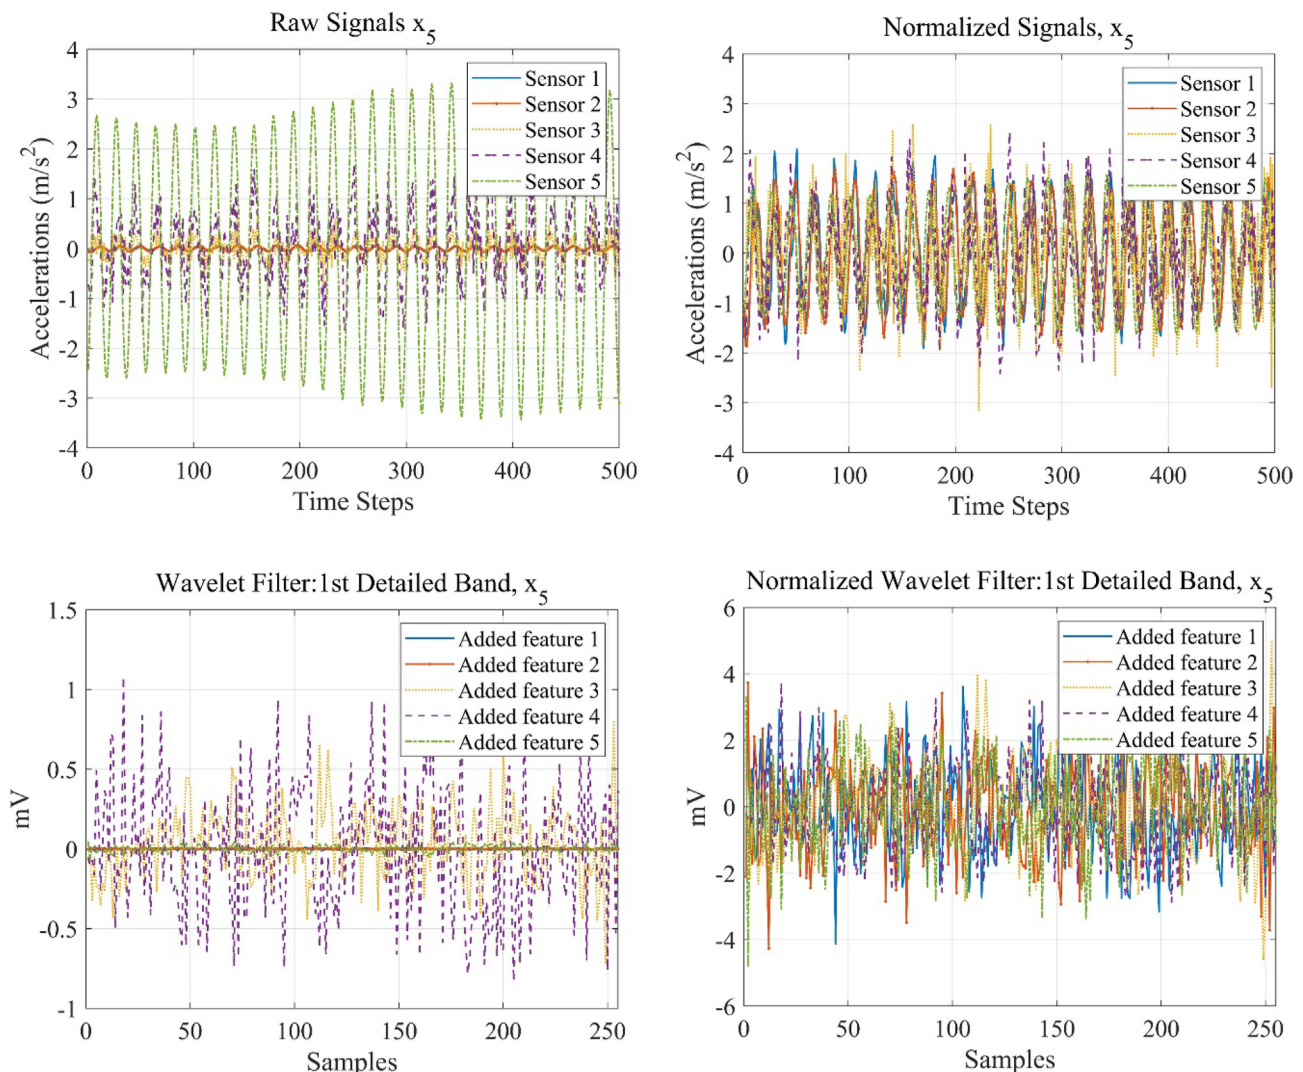 Raw Signals x5
4
3
2
1
0
-1
-2
-3
-4
Accelerations (m/s2)
Sensor 1
Sensor 2
Sensor 3
Sensor 4
Sensor 5
0 100 200 300 400 500
Time Steps
Normalized Signals, x5
4
3
2
1
0
-1
-2
-3
-4
Accelerations (m/s2)
Sensor 1
Sensor 2
Sensor 3
Sensor 4
Sensor 5
0 100 200 300 400 500
Time Steps
Wavelet Filter:1st Detailed Band, x5
1.5
1
0.5
0
-0.5
-1
mV
Added feature 1
Added feature 2
Added feature 3
Added feature 4
Added feature 5
0 50 100 150 200 250
Samples
Normalized Wavelet Filter:1st Detailed Band, x5
6
4
2
0
-2
-4
-6
mV
Added feature 1
Added feature 2
Added feature 3
Added feature 4
Added feature 5
0 50 100 150 200 250
Samples